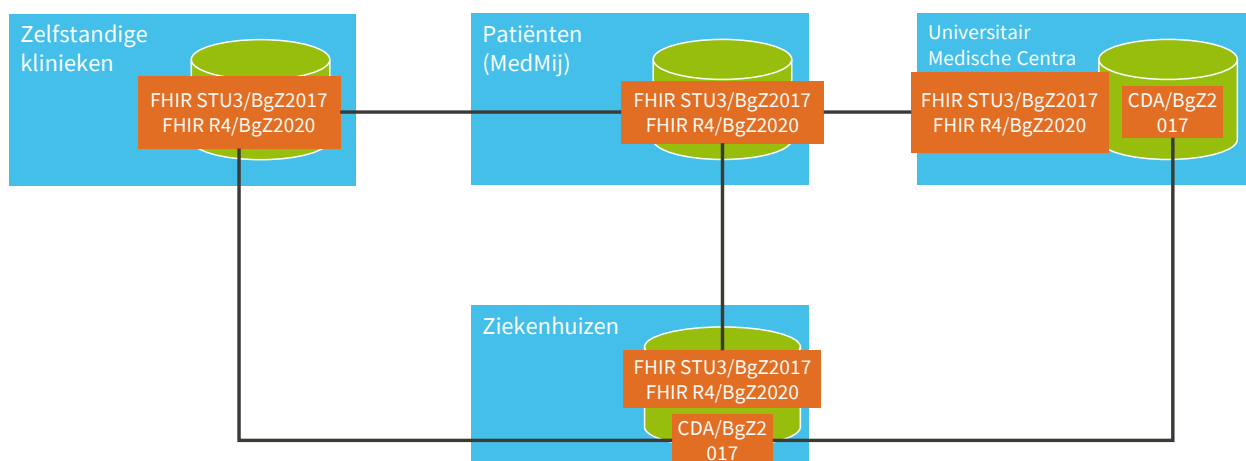 Zelfstandige
klinieken
FHIR STU3/BgZ2017
FHIR R4/BgZ2020
Patiënten
(MedMij)
FHIR STU3/BgZ2017
FHIR R4/BgZ2020
Universitair
Medische Centra
FHIR STU3/BgZ2017
FHIR R4/BgZ2020
CDA/BgZ2
017
Ziekenhuizen
FHIR STU3/BgZ2017
FHIR R4/BgZ2020
CDA/BgZ2
017